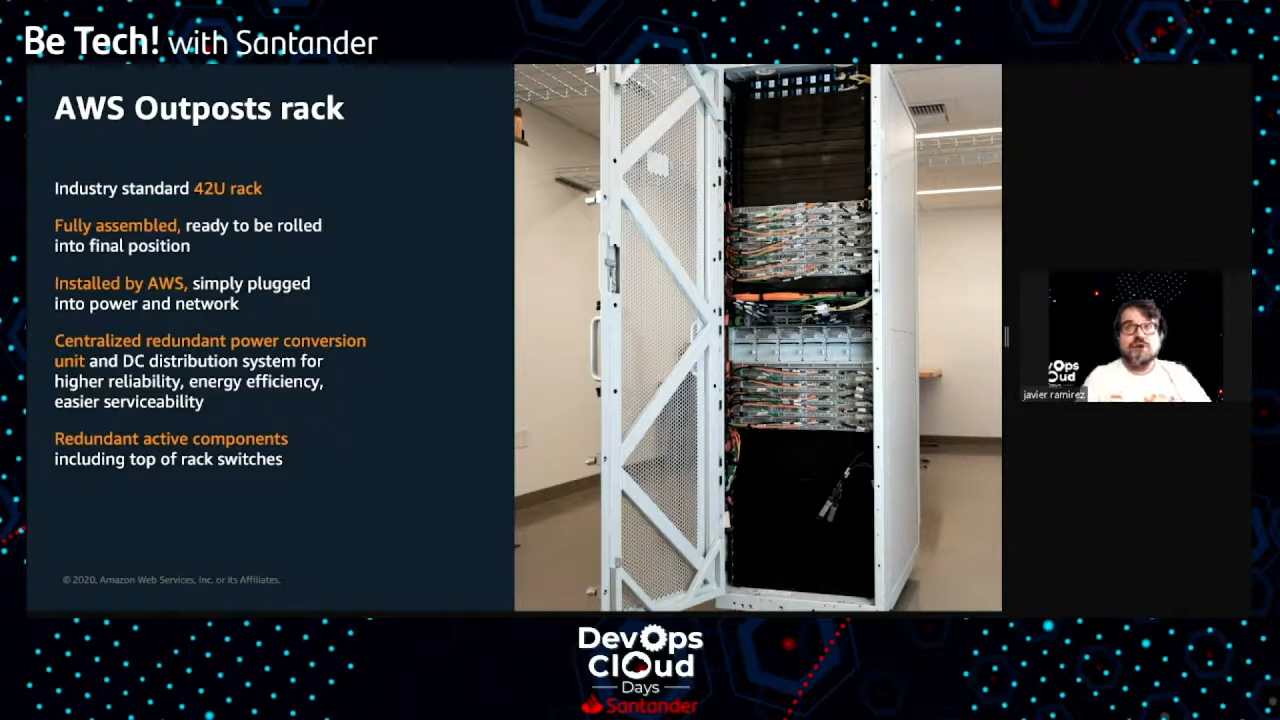 Be Tech! with Santander
AWS Outposts rack
Industry standard 42U rack
Fully assembled, ready to be rolled
into final position
Installed by AWS, simply plugged
into power and network
Centralized redundant power conversion
unit and DC distribution system for
higher reliability, energy efficiency,
easier serviceability
Redundant active components
including top of rack switches
© 2020, Amazon Web Services, Inc. or its Affiliates.
javier ramirez
DevOps
Cloud
Days
Santander